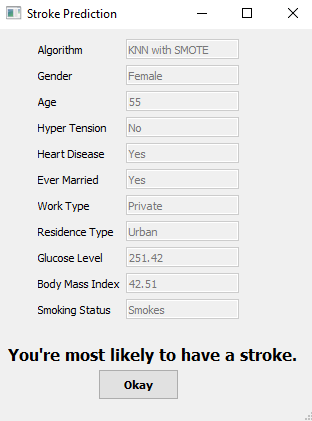 Stroke Prediction
Algorithm KNN with SMOTE
Gender Female
Age 55
Hyper Tension No
Heart Disease Yes
Ever Married Yes
Work Type Private
Residence Type Urban
Glucose Level 251.42
Body Mass Index 42.51
Smoking Status Smokes
You're most likely to have a stroke.
Okay